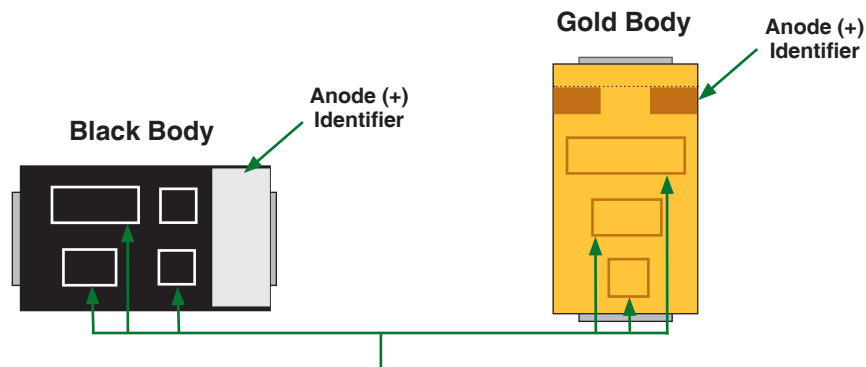 Gold Body
Anode (+)
Identifier
Anode (+)
Identifier
Black Body